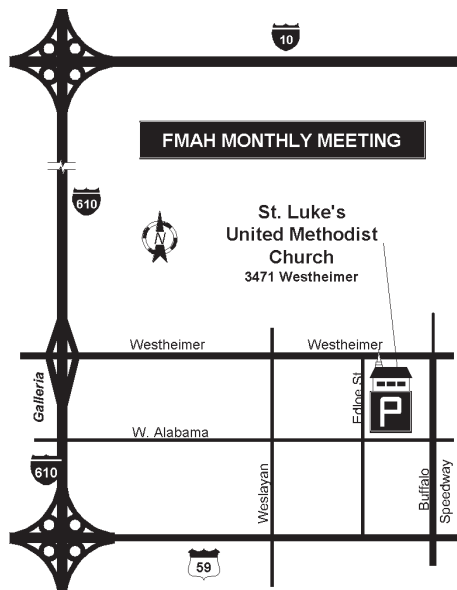 10
FMAH MONTHLY MEETING
610
N
St. Luke's
United Methodist
Church
3471 Westheimer
Westheimer
Westheimer
Galleria
Edloe St
P
W. Alabama
610
Weslayan
Buffalo
Speedway
59